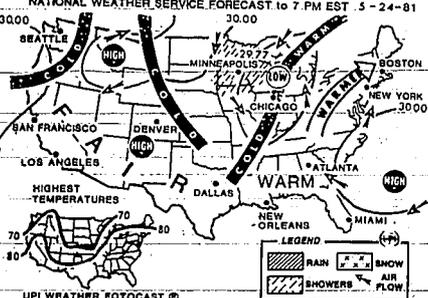 NATIONAL WEATHER SERVICE FORECAST to 7 PM EST 5-24-81
30.00
30.00
SEATTLE
COLD
HIGH
COLD
29.77
MINNEAPOLIS
LOW
WARM
WARMER
BOSTON
NEW YORK
30.00
CHICAGO
SAN FRANCISCO
FAIR
DENVER
HIGH
COLD
LOS ANGELES
ATLANTA
DALLAS
WARM
HIGH
NEW ORLEANS
MIAMI
HIGHEST TEMPERATURES
70
80
70
80
LEGEND
RAIN
SNOW
SHOWERS
AIR FLOW
UPI WEATHER FOTOCAST ®